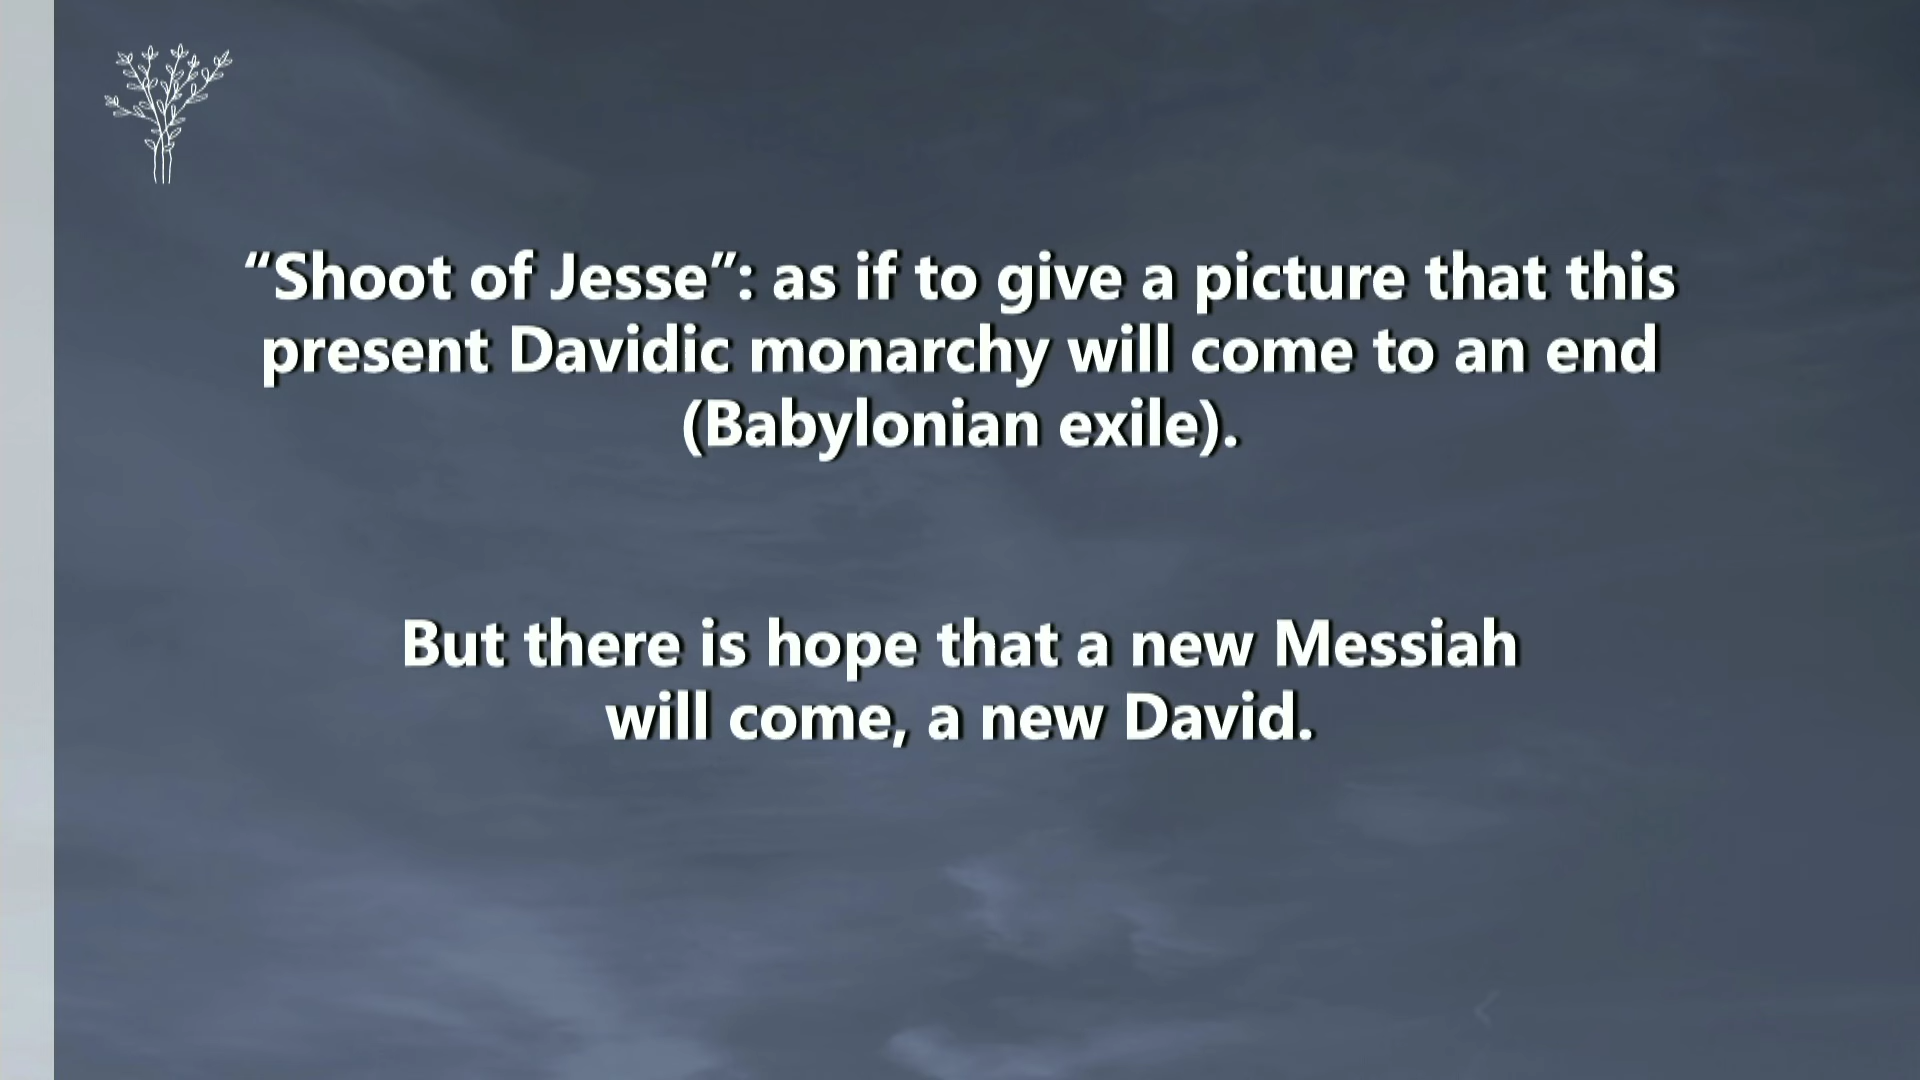 “Shoot of Jesse”: as if to give a picture that this
present Davidic monarchy will come to an end
(Babylonian exile).
But there is hope that a new Messiah
will come, a new David.